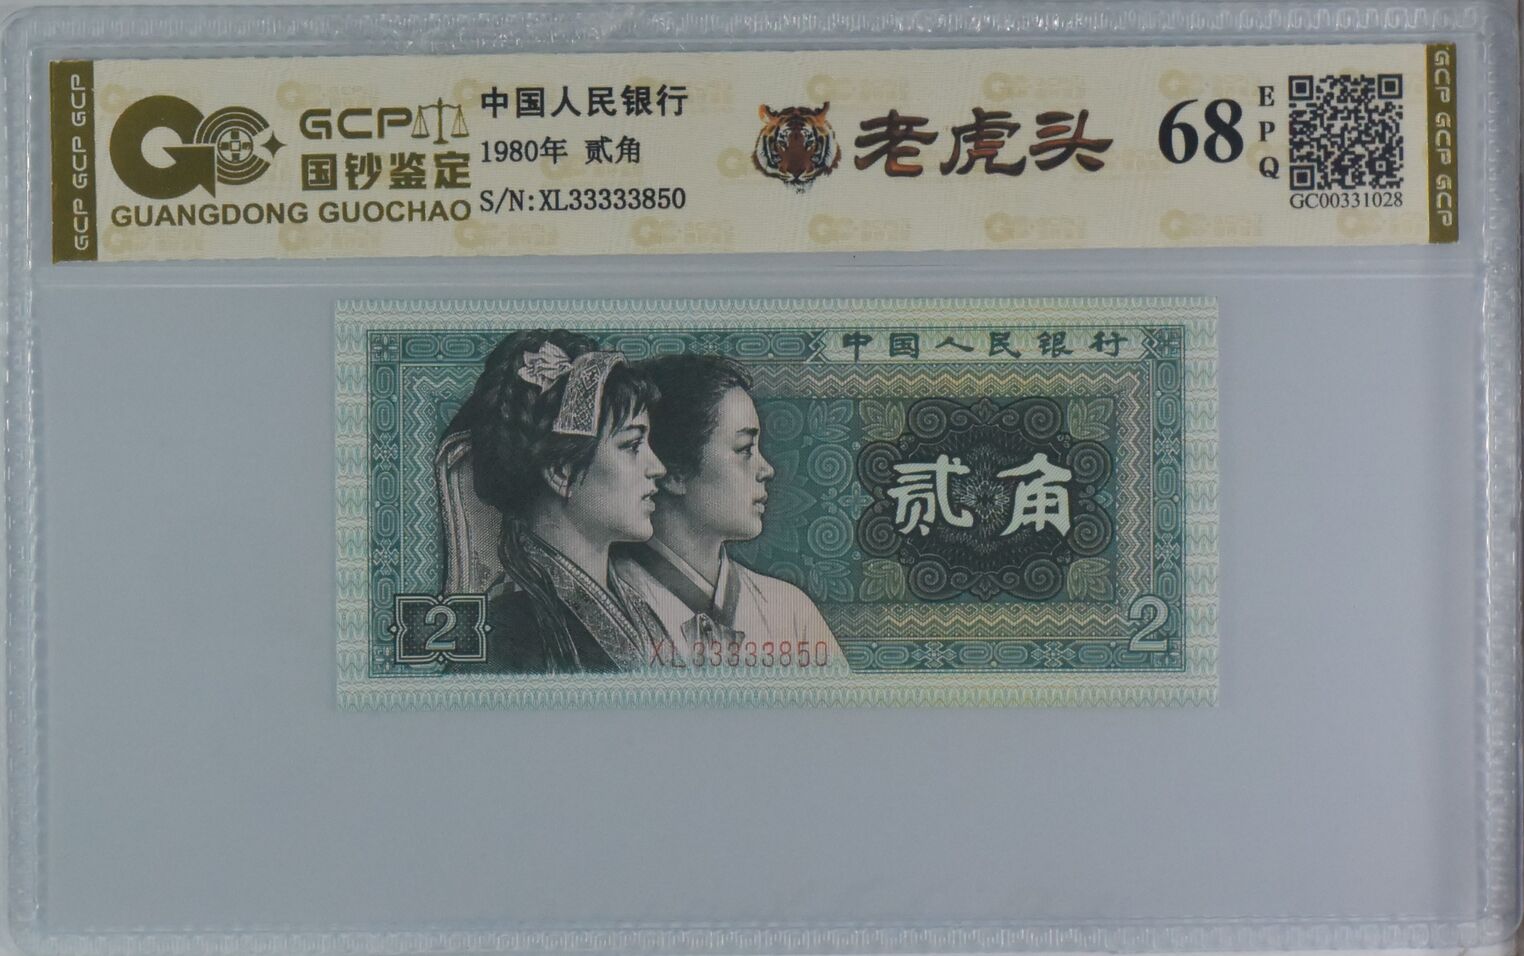 GCP GCP GCP
GCP
国钞鉴定
GUANGDONG GUOCHAO
中国人民银行
1980年 贰角
S/N:XL33333850
老虎头
68
EPQ
GC00331028
GCP GCP GCP
中国人民银行
贰角
2
2
XL33333850